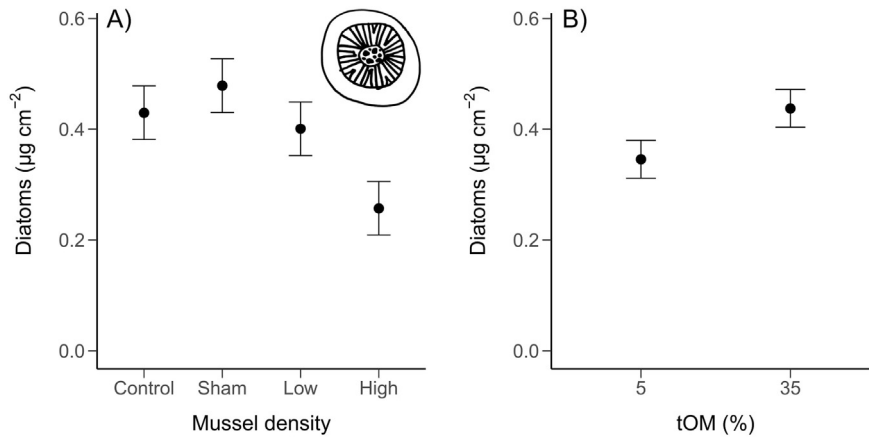 A)
0.6
0.4
0.2
0.0
Diatoms (µg cm⁻²)
Control Sham Low High
Mussel density
B)
0.6
0.4
0.2
0.0
Diatoms (µg cm⁻²)
5 35
tOM (%)